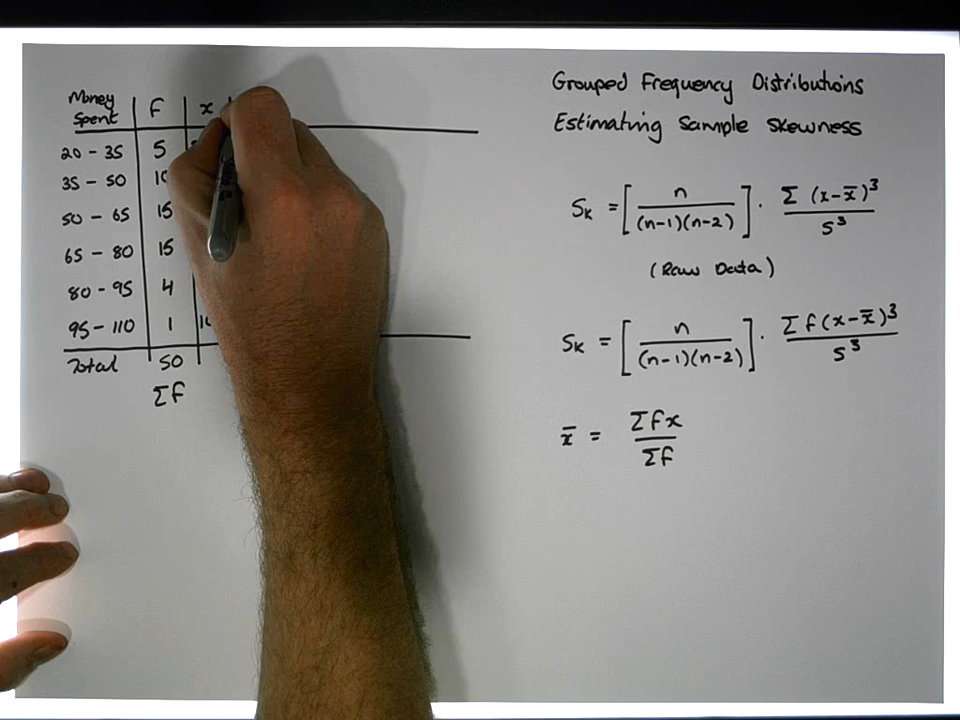 Money Spent | F | x |
20 - 35 | 5
35 - 50 | 10
50 - 65 | 15
65 - 80 | 15
80 - 95 | 4
95 - 110 | 1
Total | 50
Σf
Grouped Frequency Distributions
Estimating Sample Skewness
Sk = [n / (n-1)(n-2)] · Σ (x-x̄)³ / s³
(Raw Data)
Sk = [n / (n-1)(n-2)] · Σ f(x-x̄)³ / s³
x̄ = Σfx / Σf